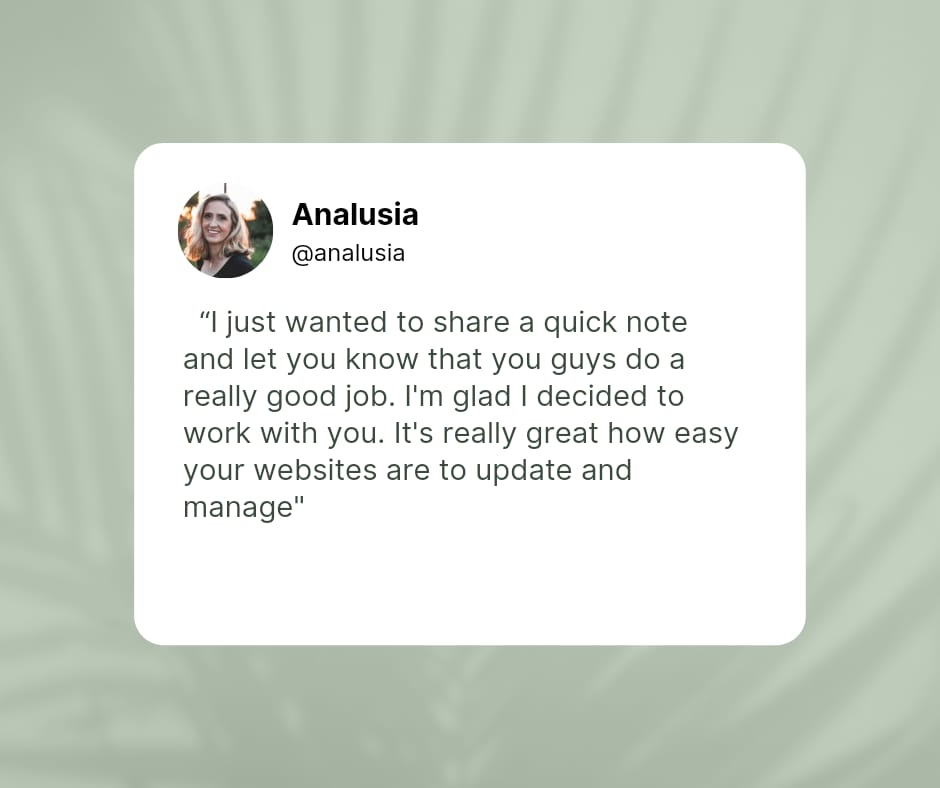 Analusia
@analusia
“I just wanted to share a quick note
and let you know that you guys do a
really good job. I'm glad I decided to
work with you. It's really great how easy
your websites are to update and
manage"